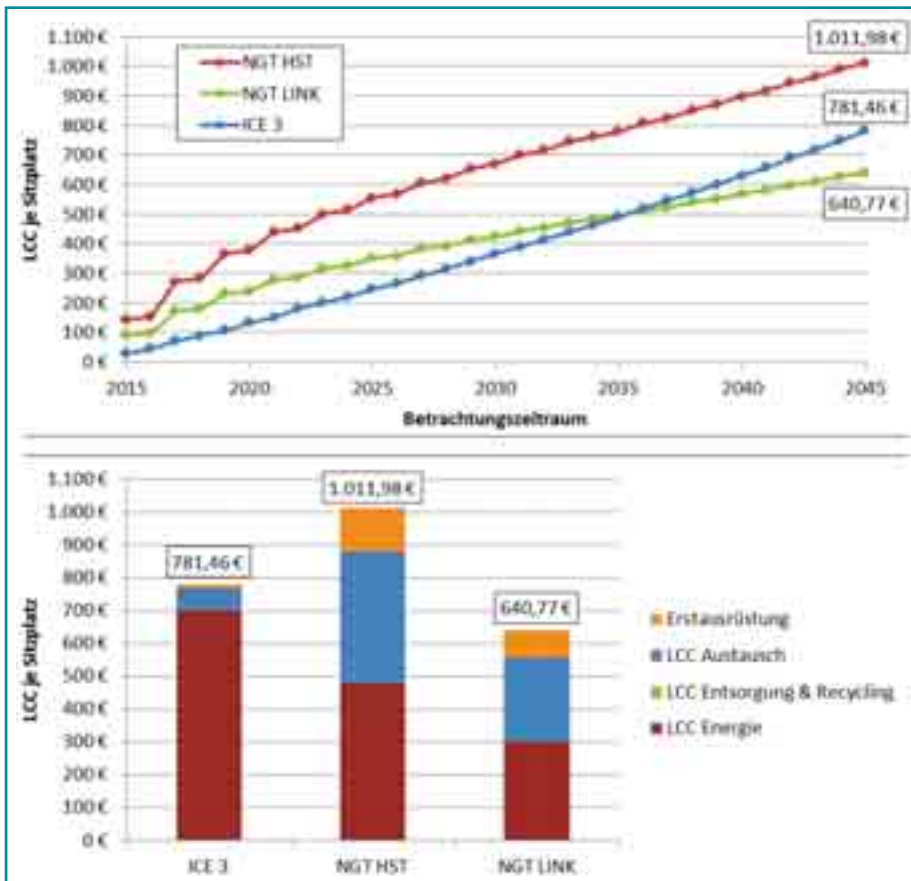 1.100 €
1.000 €
900 €
800 €
700 €
600 €
500 €
400 €
300 €
200 €
100 €
0 €
LCC je Sitzplatz
NGT HST
NGT LINK
ICE 3
1.011,98 €
781,46 €
640,77 €
2015 2020 2025 2030 2035 2040 2045
Betrachtungszeitraum
1.100 €
1.000 €
900 €
800 €
700 €
600 €
500 €
400 €
300 €
200 €
100 €
0 €
LCC je Sitzplatz
781,46 €
1.011,98 €
640,77 €
ICE 3 NGT HST NGT LINK
Erstausrüstung
LCC Austausch
LCC Entsorgung & Recycling
LCC Energie